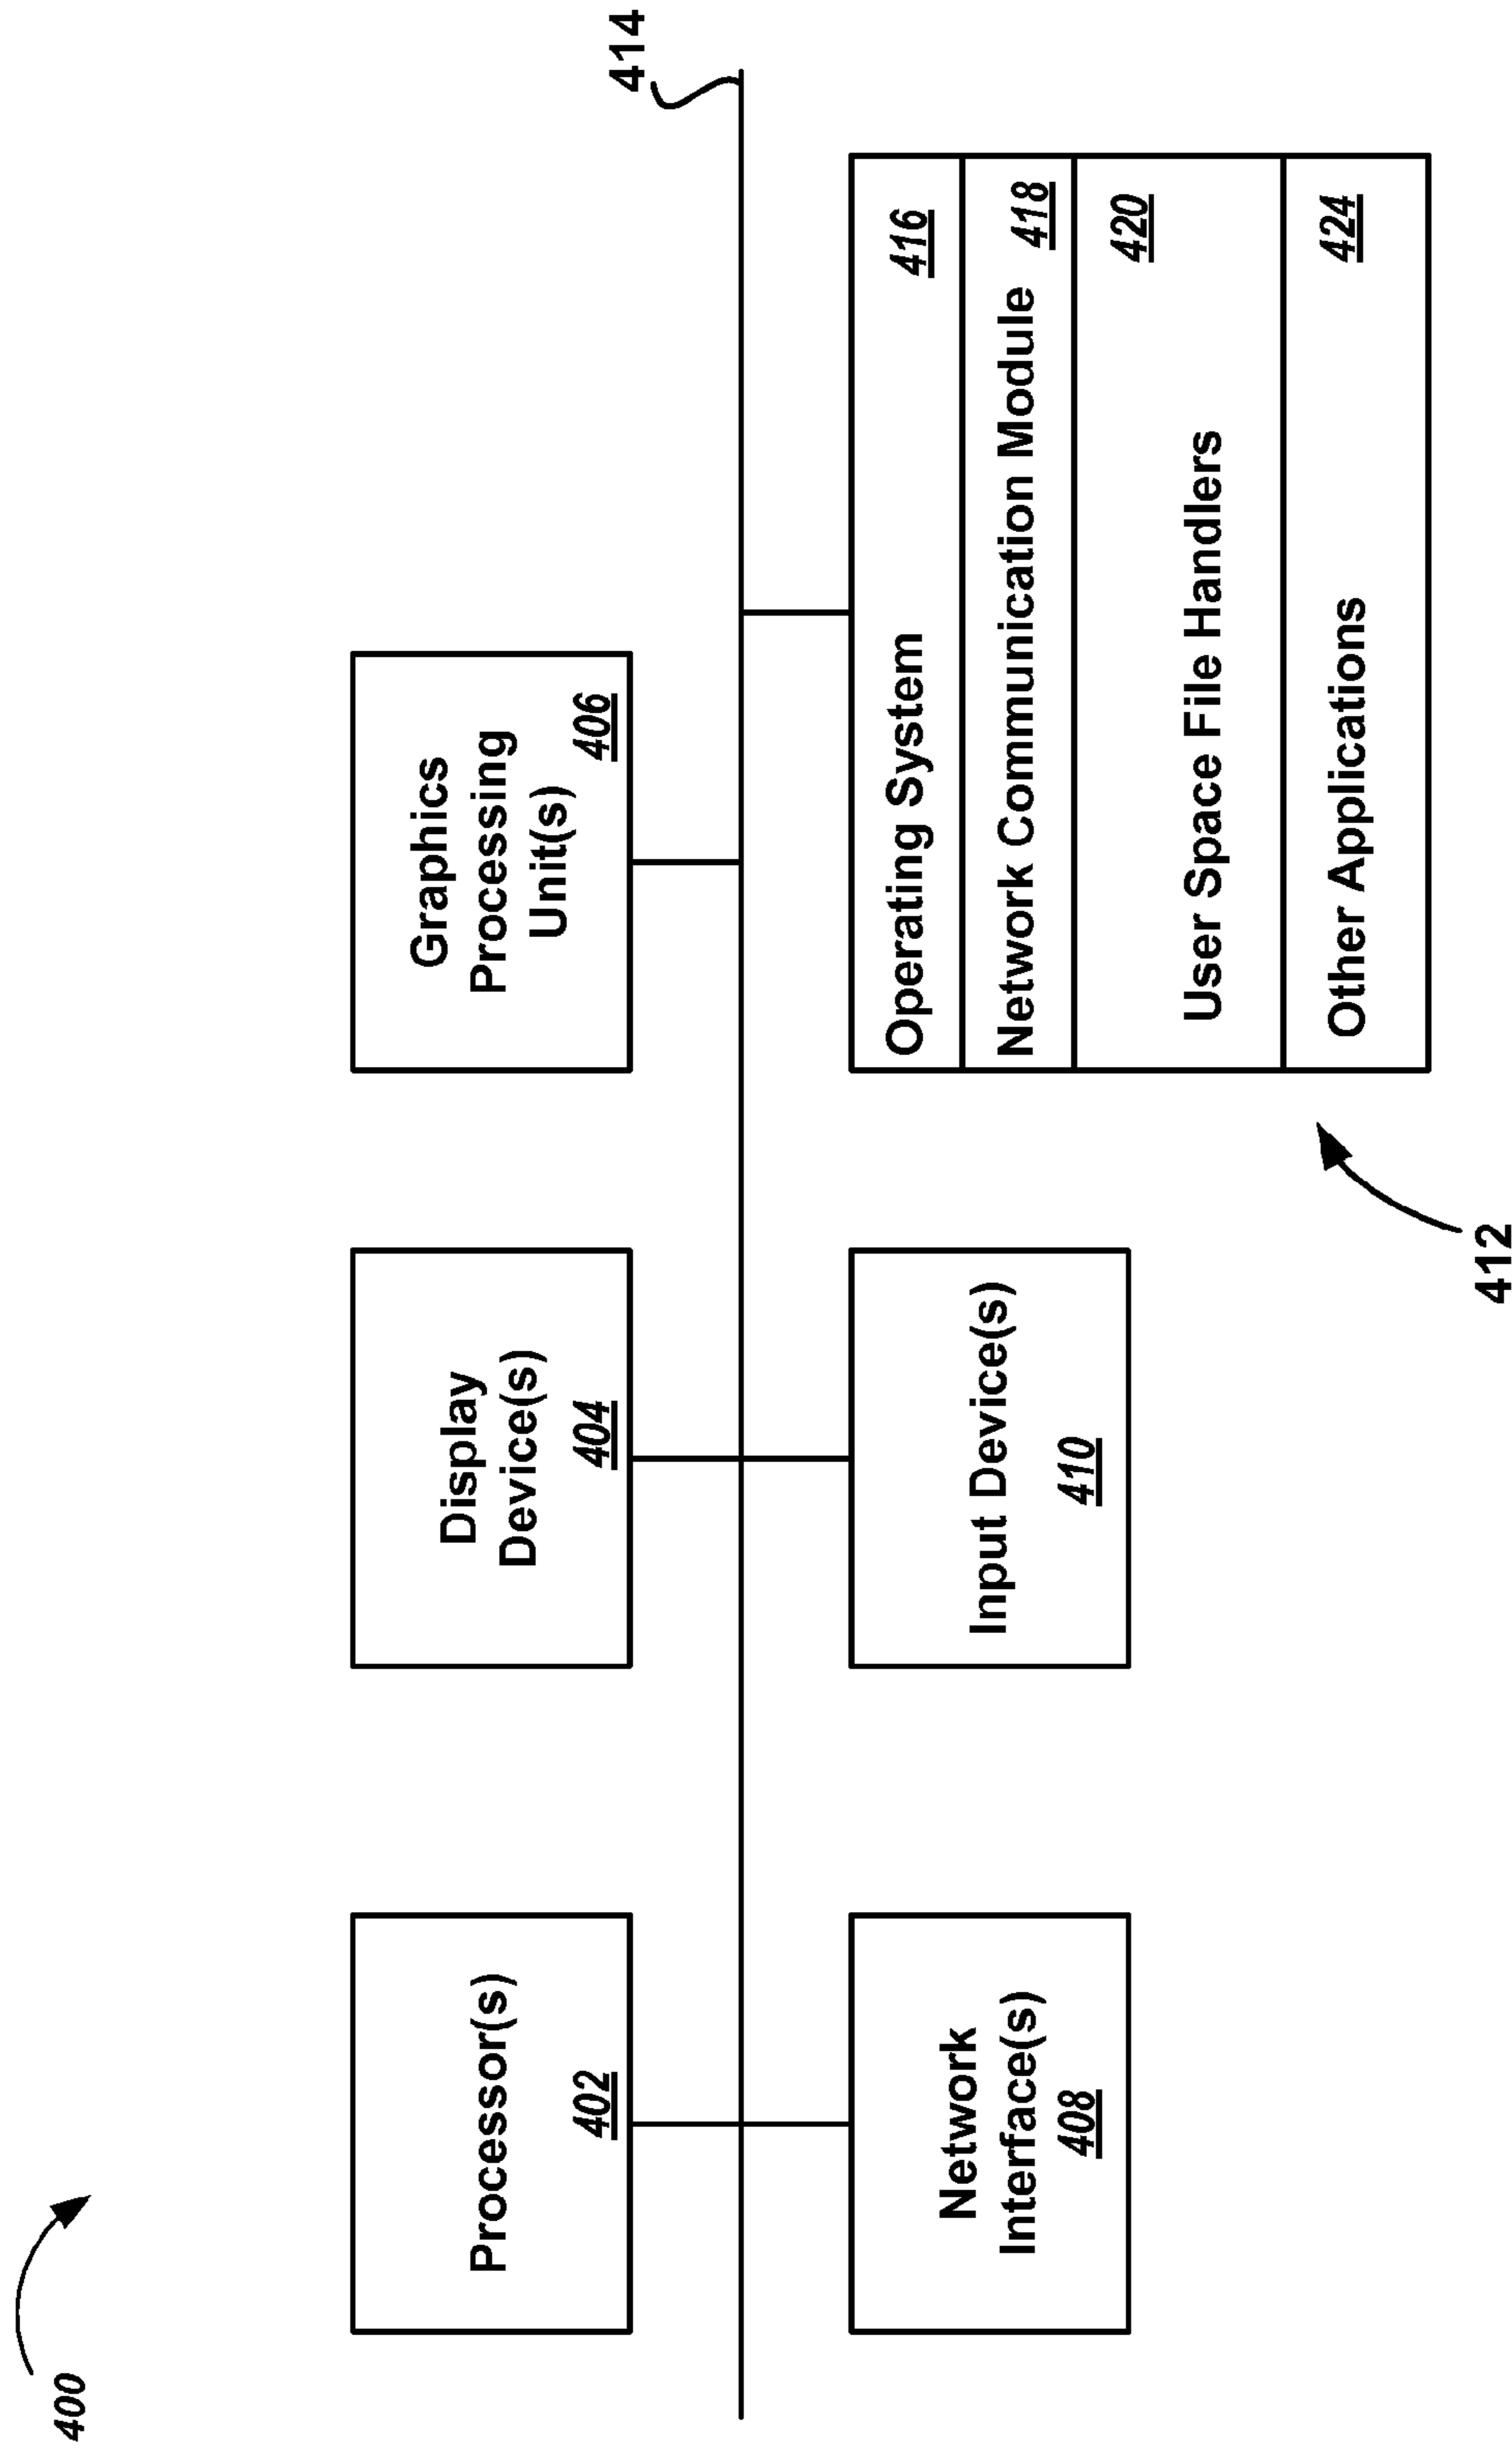 400
Processor(s)
402
Display
Device(s)
404
Graphics
Processing
Unit(s)
406
414
Network
Interface(s)
408
Input Device(s)
410
Operating System 416
Network Communication Module 418
420
User Space File Handlers
Other Applications 424
412